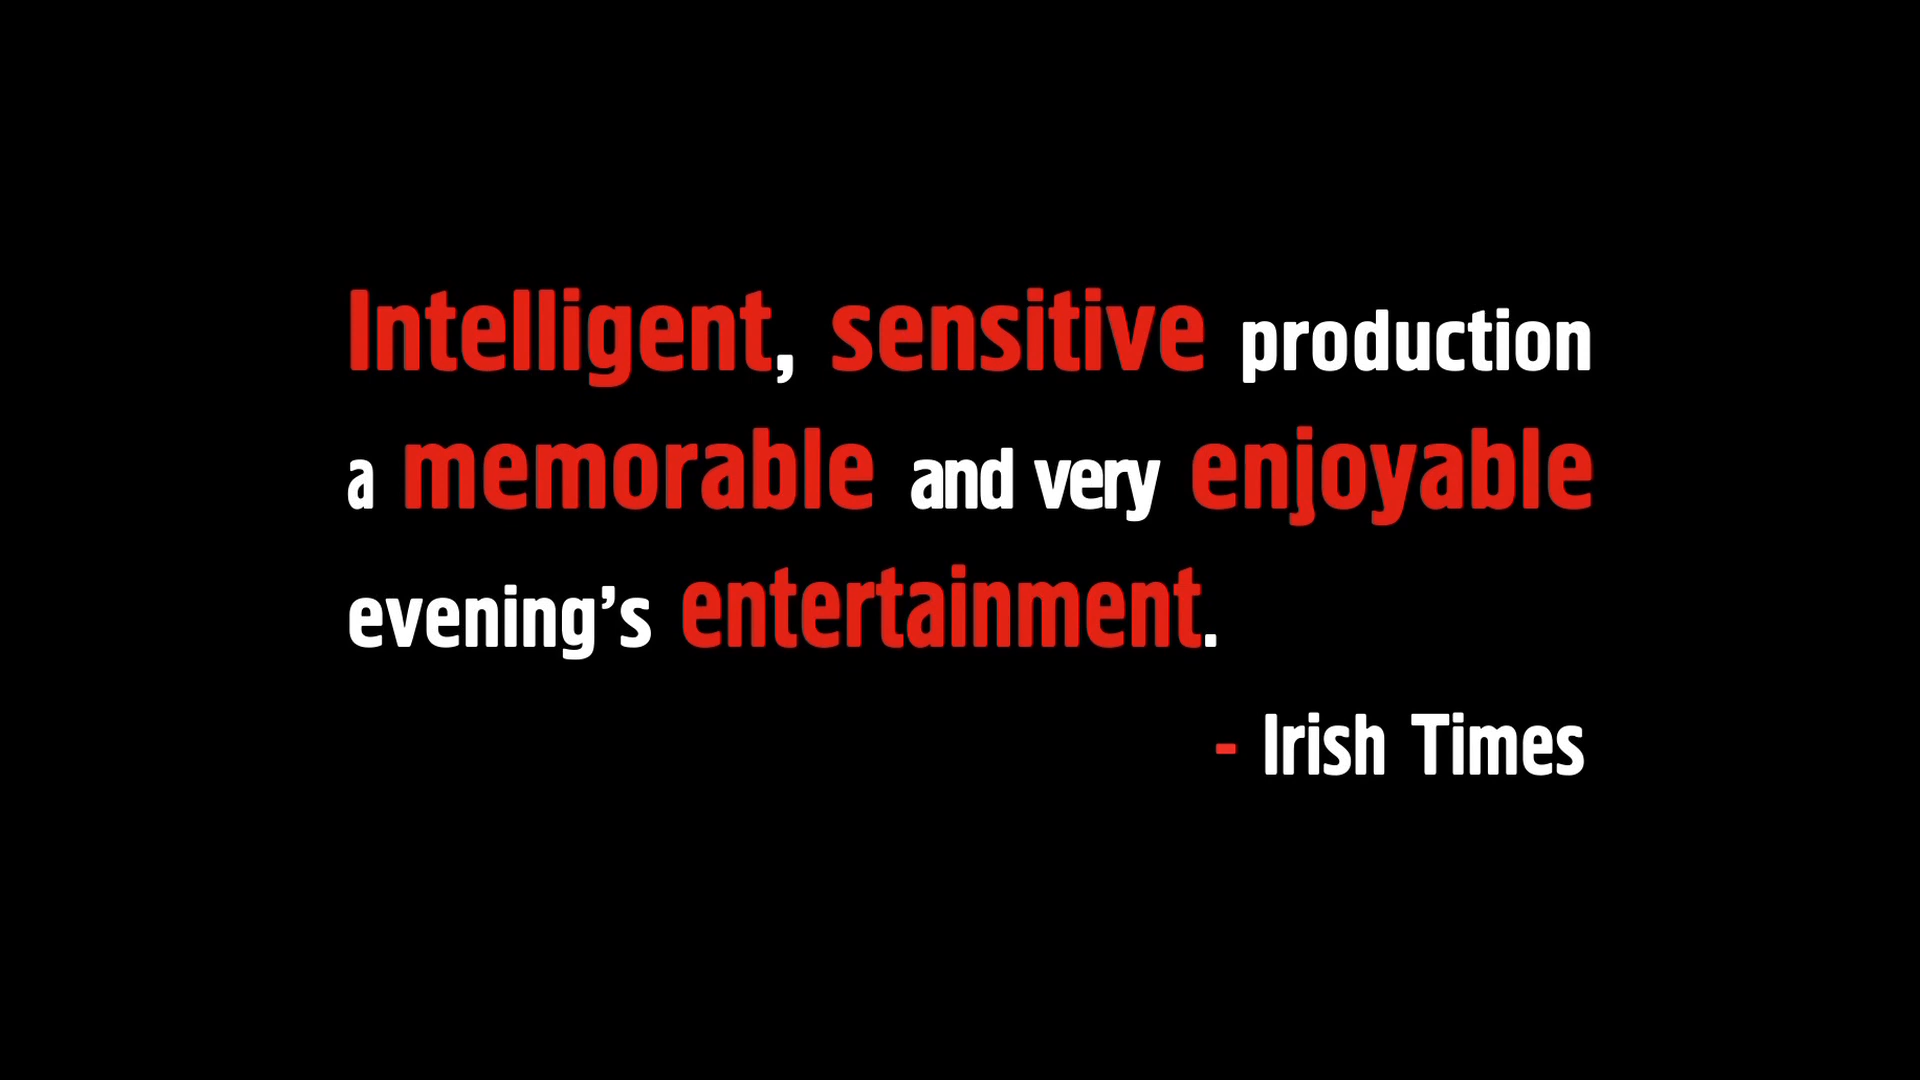 Intelligent, sensitive production
a memorable and very enjoyable
evening’s entertainment.
- Irish Times